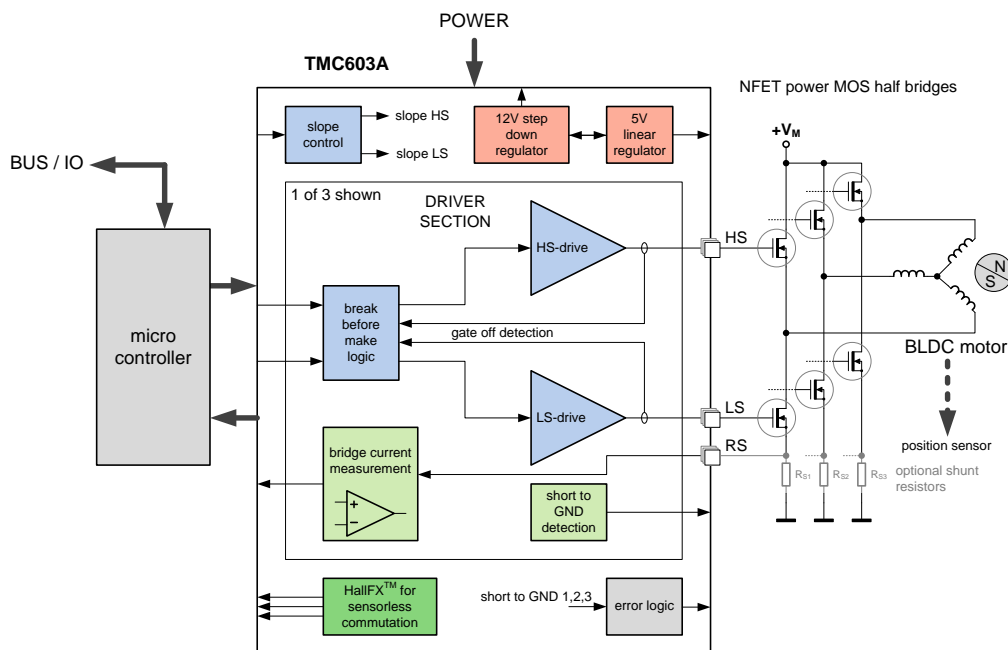 POWER
TMC603A
NFET power MOS half bridges
slope
control
slope HS
slope LS
12V step
down
regulator
5V
linear
regulator
+VM
BUS / IO
1 of 3 shown
DRIVER
SECTION
HS-drive
HS
N
S
break
before
make
logic
gate off detection
micro
controller
BLDC motor
LS-drive
LS
RS
position sensor
bridge current
measurement
+
−
short to
GND
detection
RS1
RS2
RS3
optional shunt
resistors
HallFX™ for
sensorless
commutation
short to GND 1,2,3
error logic